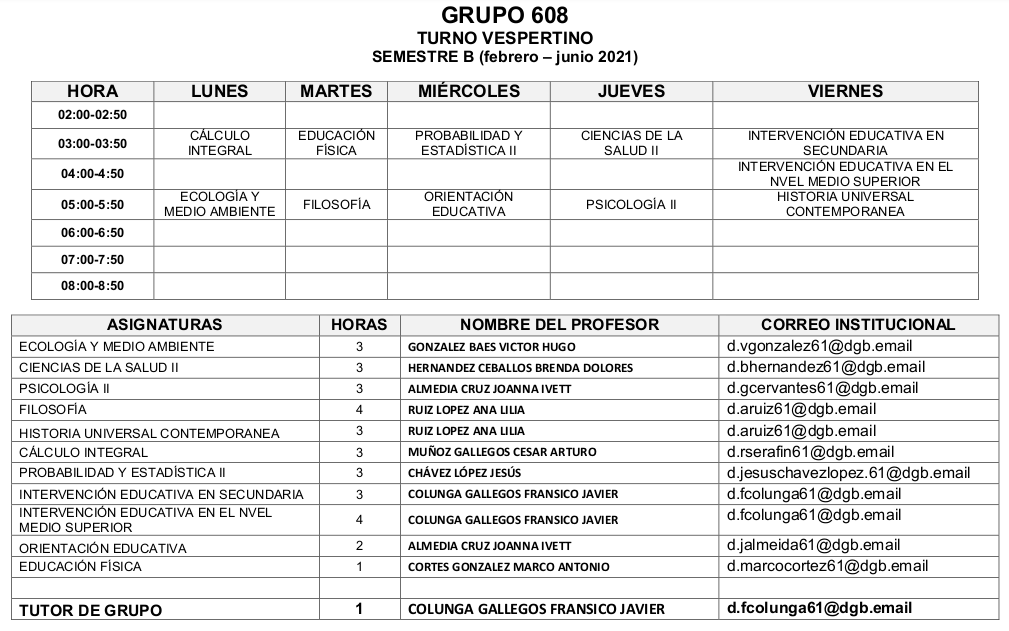 GRUPO 608
TURNO VESPERTINO
SEMESTRE B (febrero – junio 2021)
HORA LUNES MARTES MIÉRCOLES JUEVES VIERNES
02:00-02:50
03:00-03:50 CÁLCULO INTEGRAL EDUCACIÓN FÍSICA PROBABILIDAD Y ESTADÍSTICA II CIENCIAS DE LA SALUD II INTERVENCIÓN EDUCATIVA EN SECUNDARIA
04:00-4:50 INTERVENCIÓN EDUCATIVA EN EL NVEL MEDIO SUPERIOR
05:00-5:50 ECOLOGÍA Y MEDIO AMBIENTE FILOSOFÍA ORIENTACIÓN EDUCATIVA PSICOLOGÍA II HISTORIA UNIVERSAL CONTEMPORANEA
06:00-6:50
07:00-7:50
08:00-8:50
ASIGNATURAS HORAS NOMBRE DEL PROFESOR CORREO INSTITUCIONAL
ECOLOGÍA Y MEDIO AMBIENTE 3 GONZALEZ BAES VICTOR HUGO d.vgonzalez61@dgb.email
CIENCIAS DE LA SALUD II 3 HERNANDEZ CEBALLOS BRENDA DOLORES d.bhernandez61@dgb.email
PSICOLOGÍA II 3 ALMEDIA CRUZ JOANNA IVETT d.gcervantes61@dgb.email
FILOSOFÍA 4 RUIZ LOPEZ ANA LILIA d.aruiz61@dgb.email
HISTORIA UNIVERSAL CONTEMPORANEA 3 RUIZ LOPEZ ANA LILIA d.aruiz61@dgb.email
CÁLCULO INTEGRAL 3 MUÑOZ GALLEGOS CESAR ARTURO d.rserafin61@dgb.email
PROBABILIDAD Y ESTADÍSTICA II 3 CHÁVEZ LÓPEZ JESÚS d.jesuschavezlopez.61@dgb.email
INTERVENCIÓN EDUCATIVA EN SECUNDARIA 3 COLUNGA GALLEGOS FRANSICO JAVIER d.fcolunga61@dgb.email
INTERVENCIÓN EDUCATIVA EN EL NVEL MEDIO SUPERIOR 4 COLUNGA GALLEGOS FRANSICO JAVIER d.fcolunga61@dgb.email
ORIENTACIÓN EDUCATIVA 2 ALMEDIA CRUZ JOANNA IVETT d.jalmeida61@dgb.email
EDUCACIÓN FÍSICA 1 CORTES GONZALEZ MARCO ANTONIO d.marcocortez61@dgb.email
TUTOR DE GRUPO 1 COLUNGA GALLEGOS FRANSICO JAVIER d.fcolunga61@dgb.email